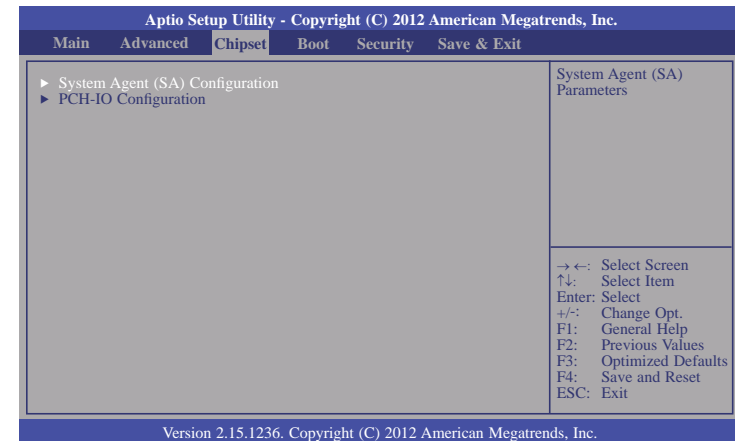 Aptio Setup Utility - Copyright (C) 2012 American Megatrends, Inc.
Main Advanced Chipset Boot Security Save & Exit
► System Agent (SA) Configuration
► PCH-IO Configuration
System Agent (SA)
Parameters
→←: Select Screen
↑↓: Select Item
Enter: Select
+/-: Change Opt.
F1: General Help
F2: Previous Values
F3: Optimized Defaults
F4: Save and Reset
ESC: Exit
Version 2.15.1236. Copyright (C) 2012 American Megatrends, Inc.